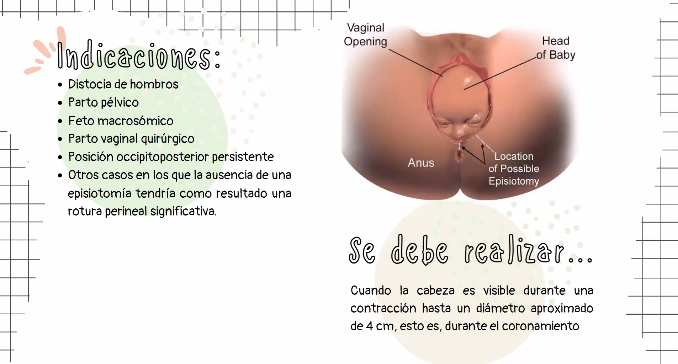 Indicaciones:
Distocia de hombros
Parto pélvico
Feto macrosómico
Parto vaginal quirúrgico
Posición occipitoposterior persistente
Otros casos en los que la ausencia de una
episiotomía tendría como resultado una
rotura perineal significativa.
Vaginal
Opening
Head
of Baby
Anus
Location
of Possible
Episiotomy
Se debe realizar...
Cuando la cabeza es visible durante una
contracción hasta un diámetro aproximado
de 4 cm, esto es, durante el coronamiento